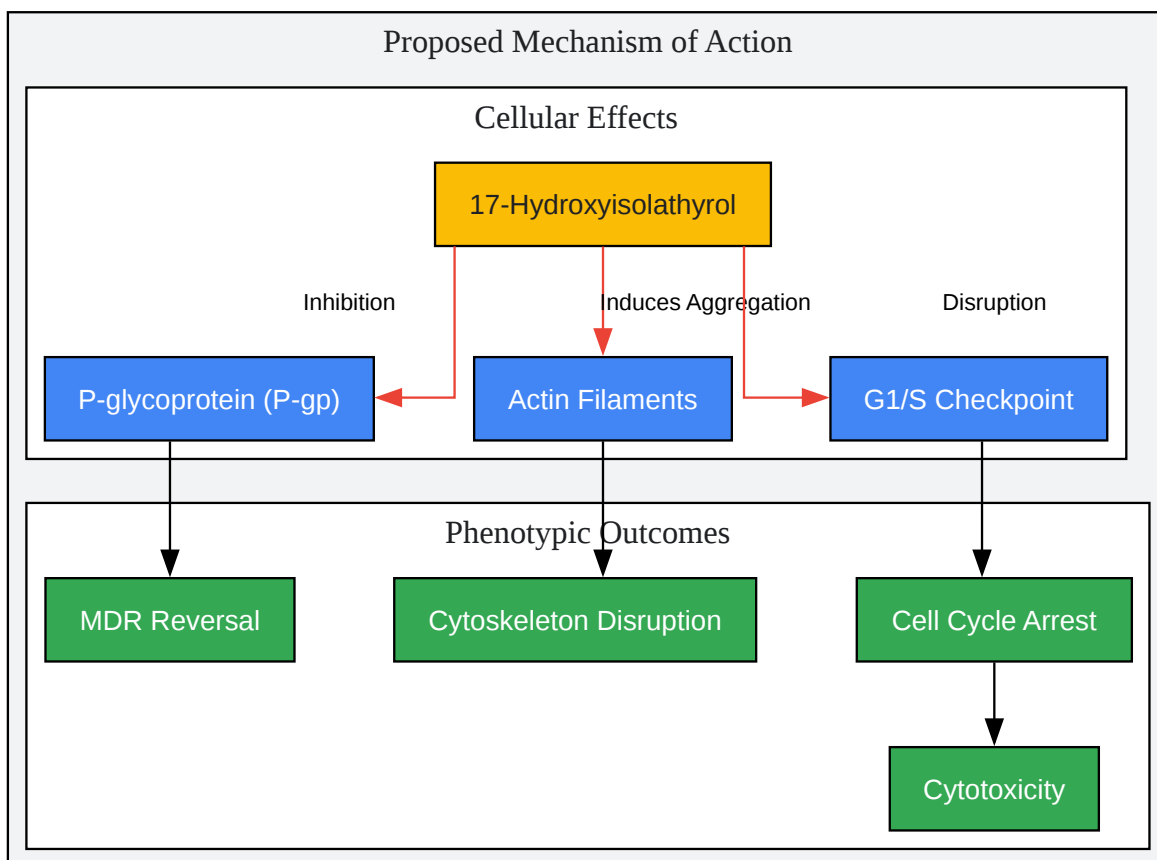 Proposed Mechanism of Action
Cellular Effects
17-Hydroxyisolathyrol
Inhibition
Induces Aggregation
Disruption
P-glycoprotein (P-gp)
Actin Filaments
G1/S Checkpoint
Phenotypic Outcomes
MDR Reversal
Cytoskeleton Disruption
Cell Cycle Arrest
Cytotoxicity